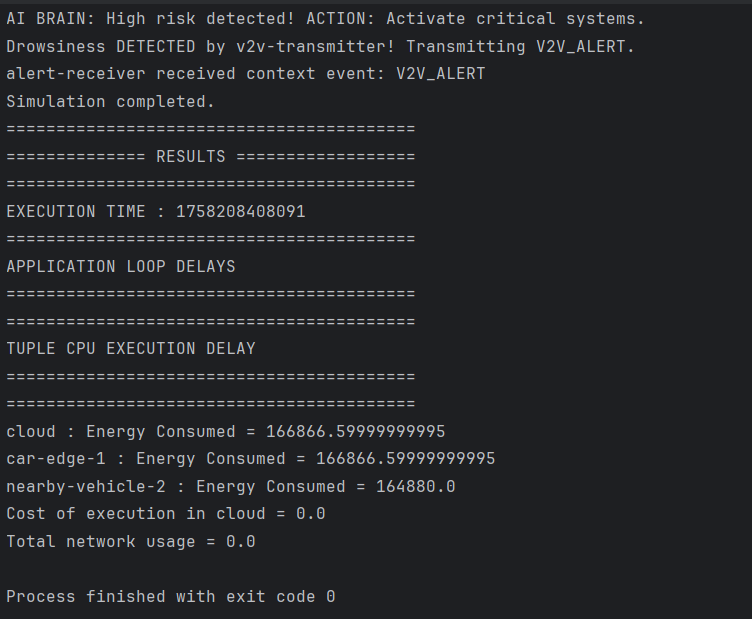 AI BRAIN: High risk detected! ACTION: Activate critical systems.
Drowsiness DETECTED by v2v-transmitter! Transmitting V2V_ALERT.
alert-receiver received context event: V2V_ALERT
Simulation completed.
=========================================
============== RESULTS ==================
=========================================
EXECUTION TIME : 1758208408091
=========================================
APPLICATION LOOP DELAYS
=========================================
=========================================
TUPLE CPU EXECUTION DELAY
=========================================
=========================================
cloud : Energy Consumed = 166866.59999999995
car-edge-1 : Energy Consumed = 166866.59999999995
nearby-vehicle-2 : Energy Consumed = 164880.0
Cost of execution in cloud = 0.0
Total network usage = 0.0
Process finished with exit code 0